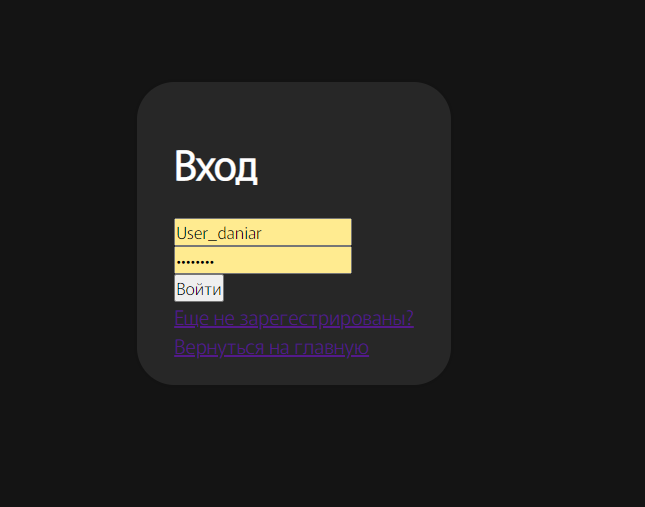 Вход
User_daniar
••••••••
Войти
Еще не зарегестрированы?
Вернуться на главную